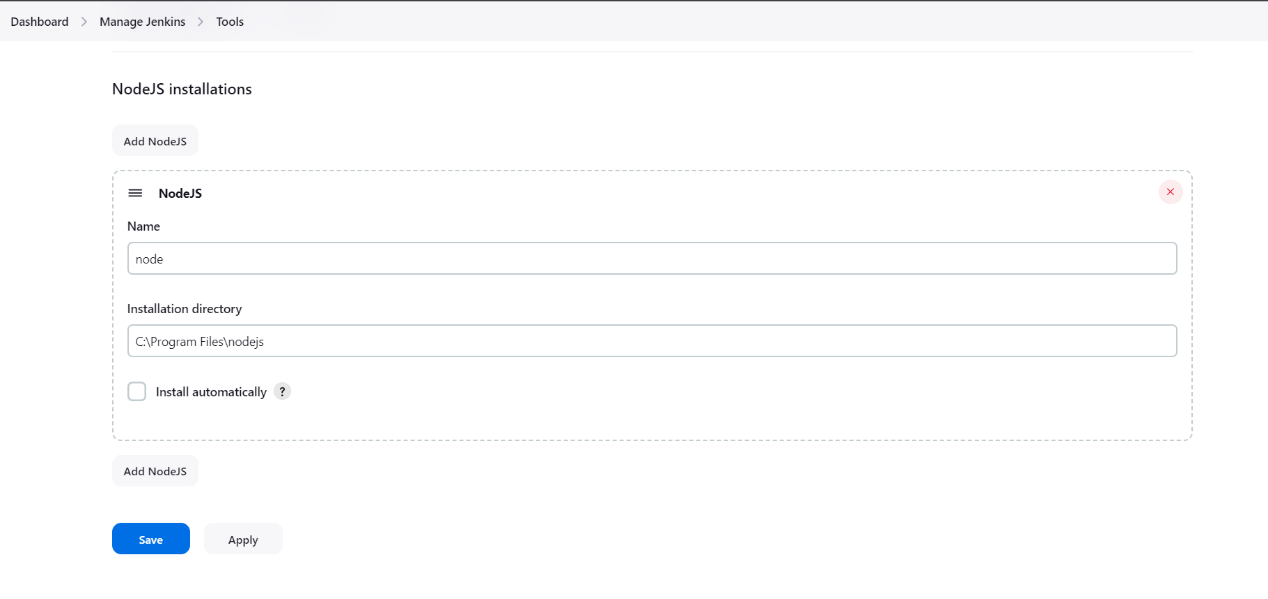 Dashboard > Manage Jenkins > Tools
NodeJS installations
Add NodeJS
NodeJS
Name
node
Installation directory
C:\Program Files\nodejs
Install automatically ?
Add NodeJS
Save Apply